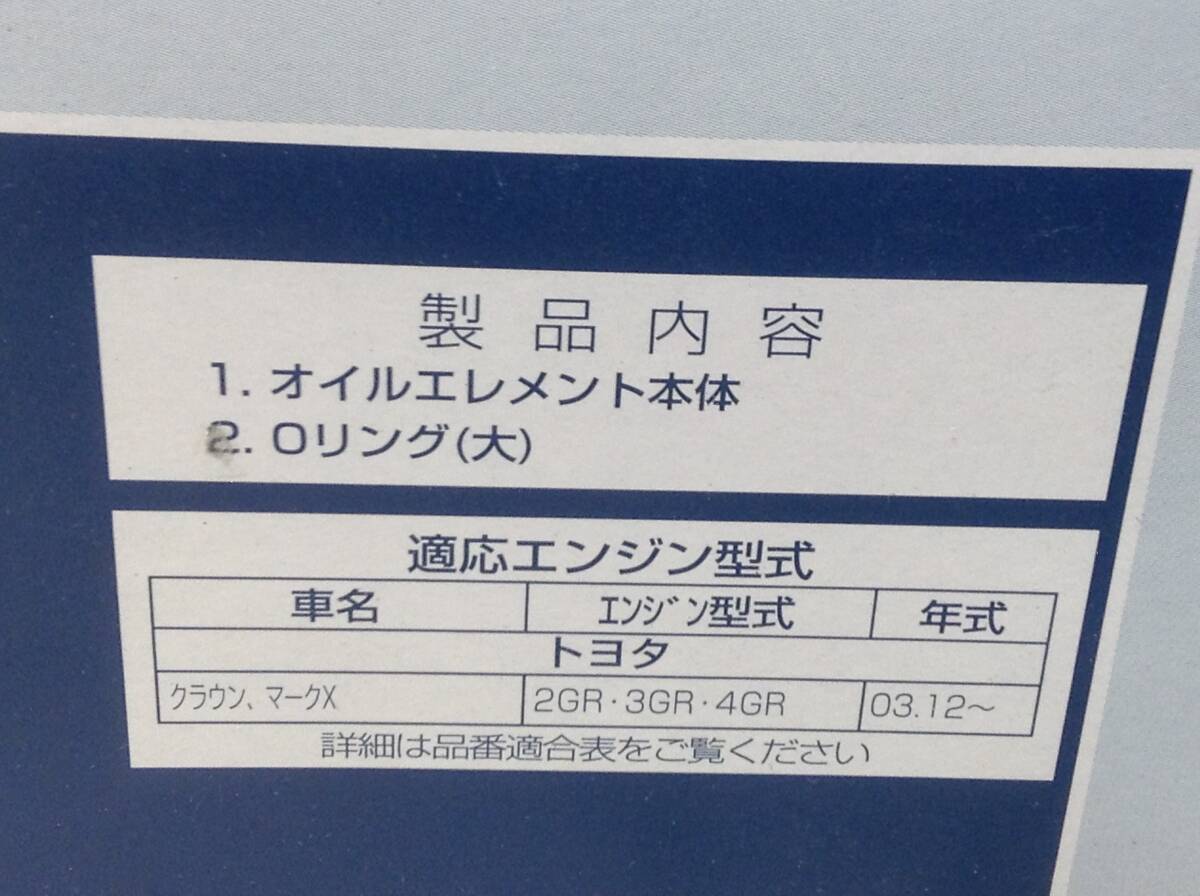 製品内容
1. オイルエレメント本体
2. Oリング(大)
適応エンジン型式
車名 ｴﾝｼﾞﾝ型式 年式
トヨタ
ｸﾗｳﾝ､ﾏｰｸX 2GR・3GR・4GR 03.12～
詳細は品番適合表をご覧ください